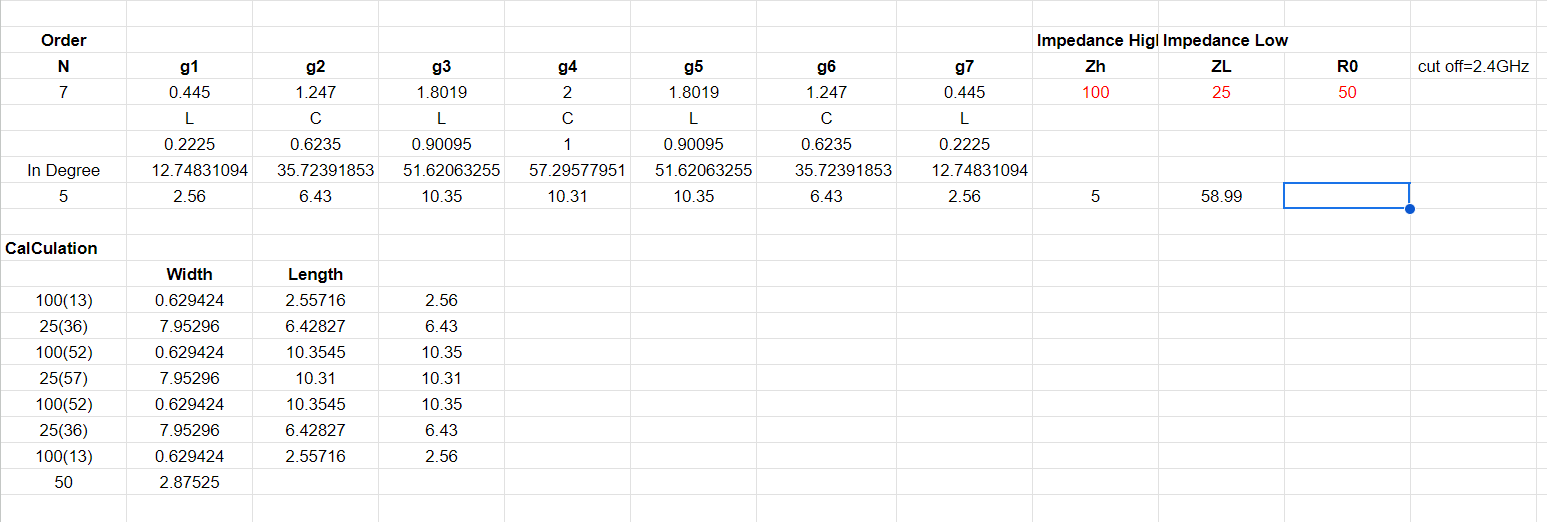 Order Impedance Higl Impedance Low
N g1 g2 g3 g4 g5 g6 g7 Zh ZL R0 cut off=2.4GHz
7 0.445 1.247 1.8019 2 1.8019 1.247 0.445 100 25 50
L C L C L C L
0.2225 0.6235 0.90095 1 0.90095 0.6235 0.2225
In Degree 12.74831094 35.72391853 51.62063255 57.29577951 51.62063255 35.72391853 12.74831094
5 2.56 6.43 10.35 10.31 10.35 6.43 2.56 5 58.99
CalCulation
Width Length
100(13) 0.629424 2.55716 2.56
25(36) 7.95296 6.42827 6.43
100(52) 0.629424 10.3545 10.35
25(57) 7.95296 10.31 10.31
100(52) 0.629424 10.3545 10.35
25(36) 7.95296 6.42827 6.43
100(13) 0.629424 2.55716 2.56
50 2.87525